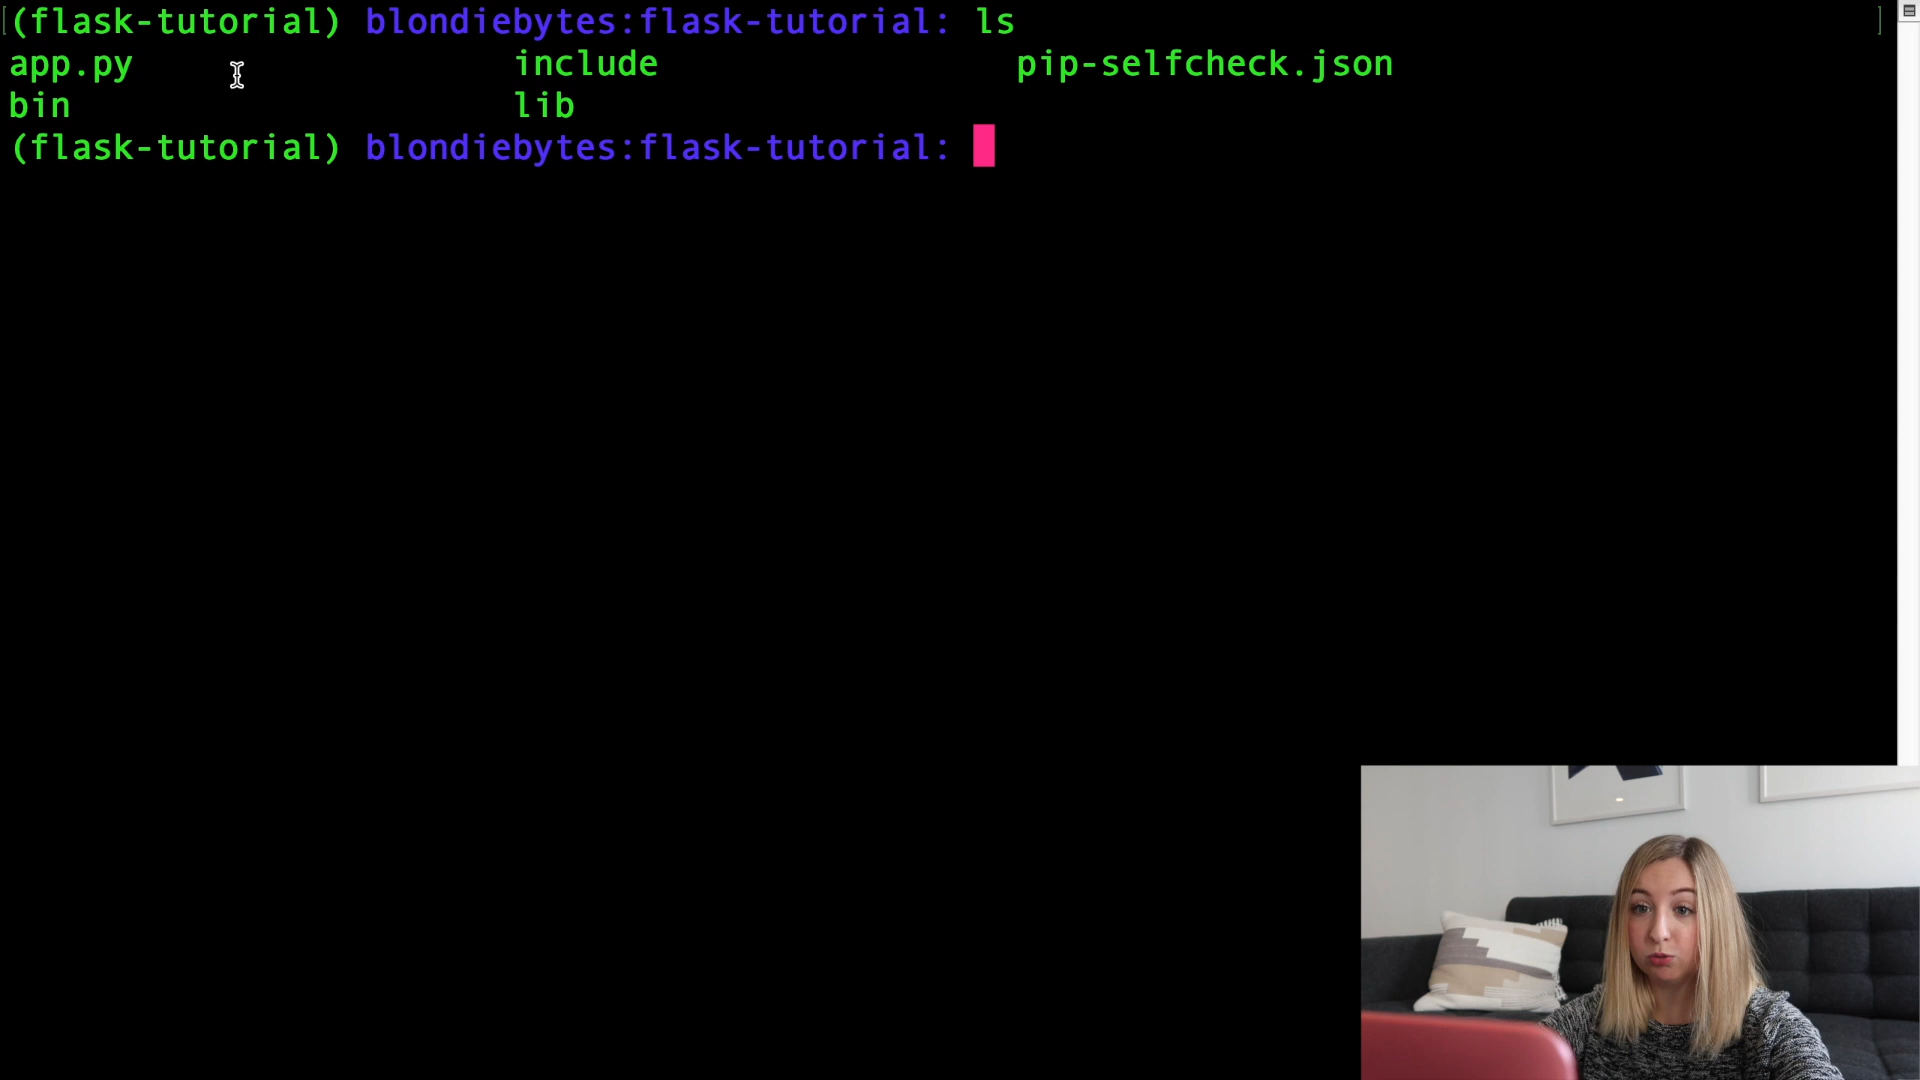 (flask-tutorial) blondiebytes:flask-tutorial: ls
app.py include pip-selfcheck.json
bin lib
(flask-tutorial) blondiebytes:flask-tutorial: